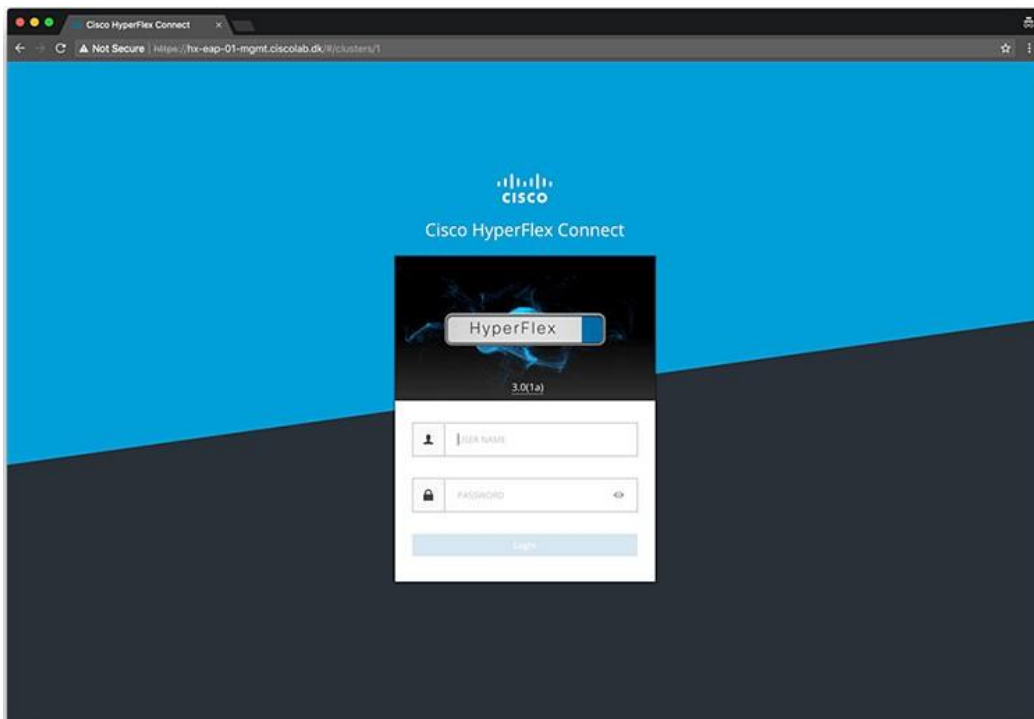 Cisco HyperFlex Connect
Not Secure | https://hx-eap-01-mgmt.ciscolab.dk/#/clusters/1
CISCO
Cisco HyperFlex Connect
HyperFlex
3.0(1a)
USER NAME
PASSWORD
Login